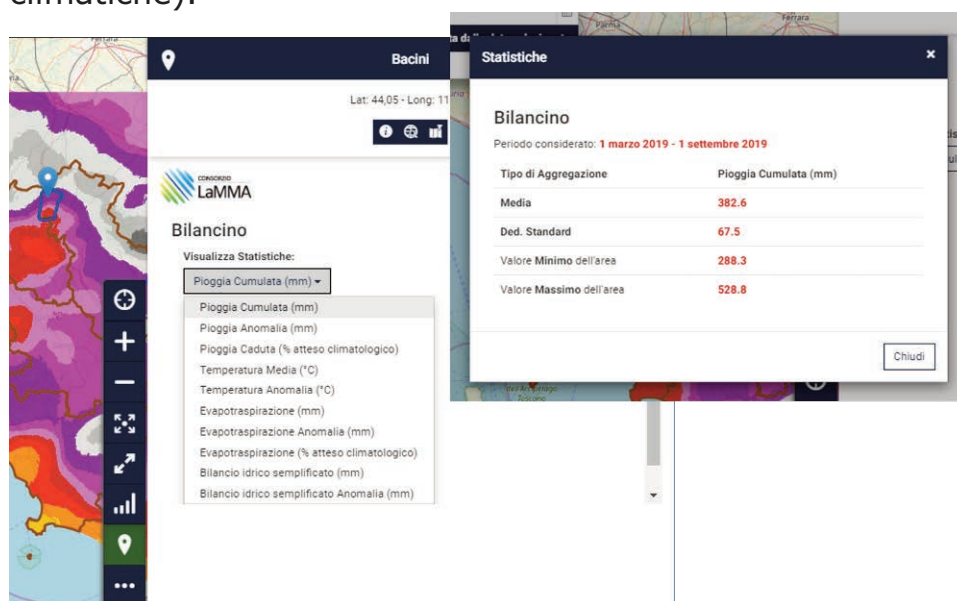 climatiche).
Bacini
Lat: 44,05 - Long: 11
CONSORZIO
LaMMA
Bilancino
Visualizza Statistiche:
Pioggia Cumulata (mm)
Pioggia Cumulata (mm)
Pioggia Anomalia (mm)
Pioggia Caduta (% atteso climatologico)
Temperatura Media (°C)
Temperatura Anomalia (°C)
Evapotraspirazione (mm)
Evapotraspirazione Anomalia (mm)
Evapotraspirazione (% atteso climatologico)
Bilancio idrico semplificato (mm)
Bilancio idrico semplificato Anomalia (mm)
Parma
Ferrara
Statistiche ×
Bilancino
Periodo considerato: 1 marzo 2019 - 1 settembre 2019
Tipo di Aggregazione Pioggia Cumulata (mm)
Media 382.6
Ded. Standard 67.5
Valore Minimo dell'area 288.3
Valore Massimo dell'area 528.8
Chiudi